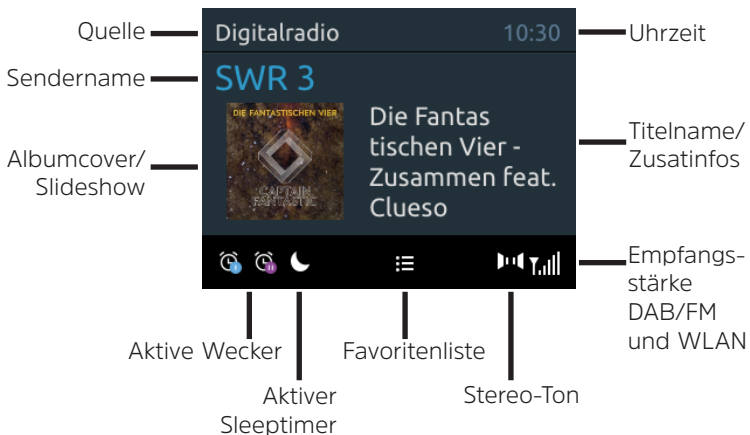 Quelle
Digitalradio
10:30
Uhrzeit
Sendername
SWR 3
Albumcover/
Slideshow
DIE FANTASTISCHEN VIER
CAPTAIN
FANTASTIC
Die Fantas
tischen Vier -
Zusammen feat.
Clueso
Titelname/
Zusatinfos
Empfangs-
stärke
DAB/FM
und WLAN
Aktive Wecker
Favoritenliste
Aktiver
Sleeptimer
Stereo-Ton